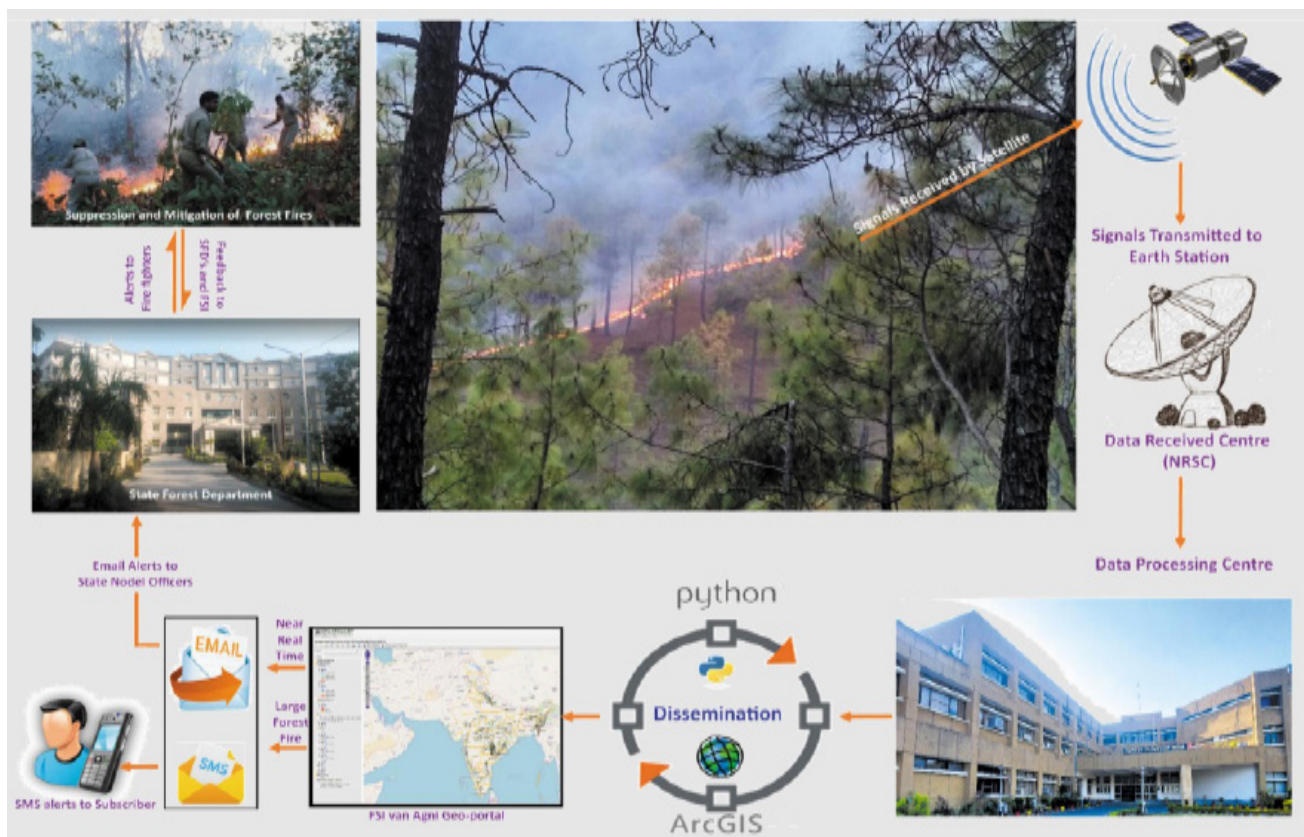 Suppression and Mitigation of Forest Fires
Signals Received by Satellite
Signals Transmitted to
Earth Station
Alerts to
Fire fighters
Feedback to
SFD's and FSI
State Forest Department
Data Received Centre
(NRSC)
Data Processing Centre
Email Alerts to
State Nodel Officers
python
EMAIL
Near
Real
Time
Dissemination
Large
Forest
Fire
SMS
SMS alerts to Subscriber
FSI van Agni Geo-portal
ArcGIS